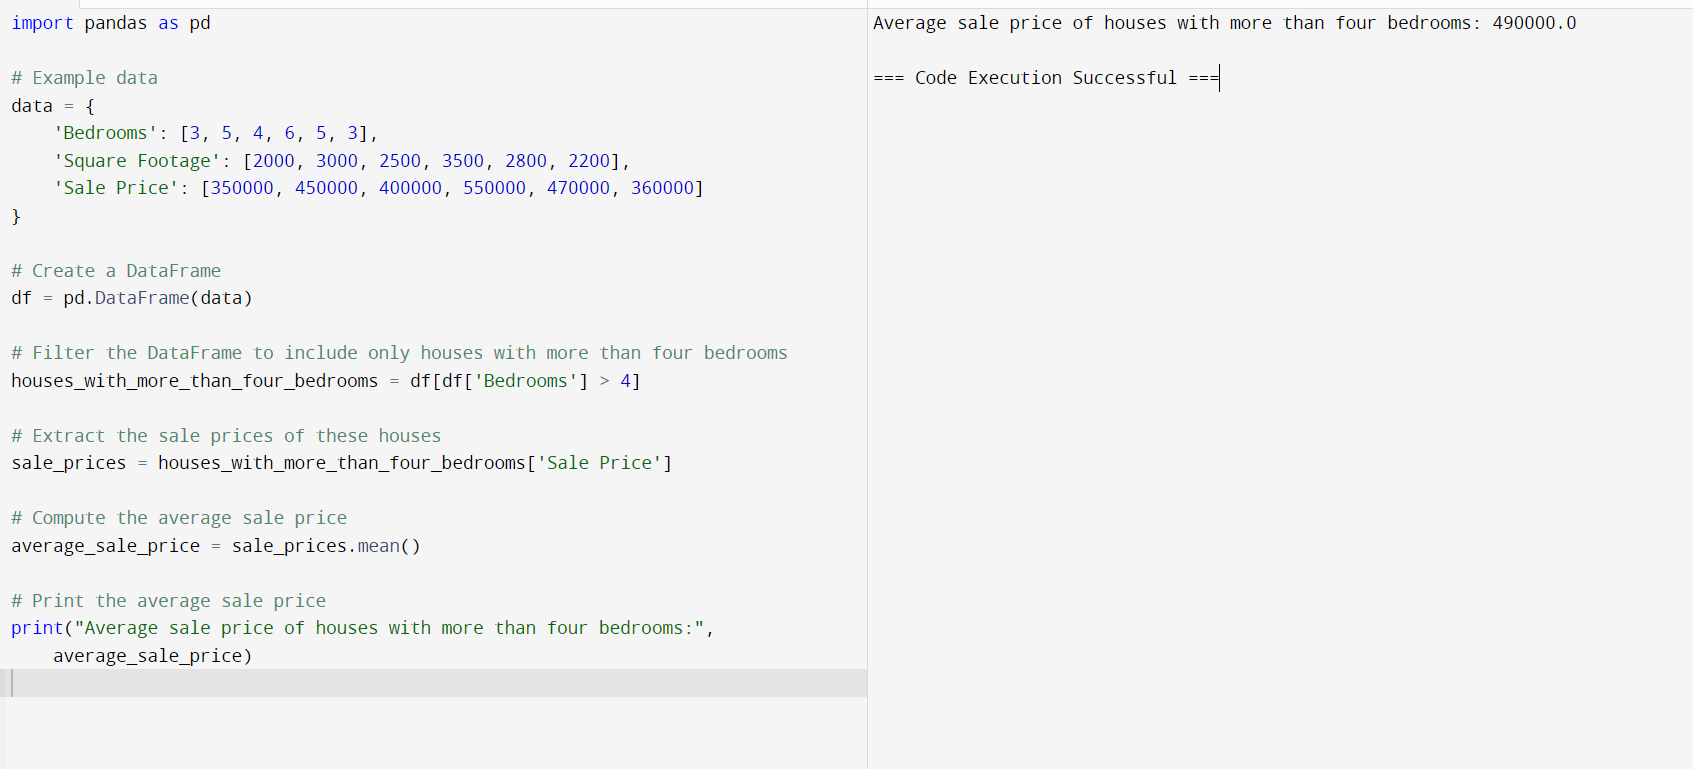 import pandas as pd
# Example data
data = {
    'Bedrooms': [3, 5, 4, 6, 5, 3],
    'Square Footage': [2000, 3000, 2500, 3500, 2800, 2200],
    'Sale Price': [350000, 450000, 400000, 550000, 470000, 360000]
}
# Create a DataFrame
df = pd.DataFrame(data)
# Filter the DataFrame to include only houses with more than four bedrooms
houses_with_more_than_four_bedrooms = df[df['Bedrooms'] > 4]
# Extract the sale prices of these houses
sale_prices = houses_with_more_than_four_bedrooms['Sale Price']
# Compute the average sale price
average_sale_price = sale_prices.mean()
# Print the average sale price
print("Average sale price of houses with more than four bedrooms:",
    average_sale_price)
Average sale price of houses with more than four bedrooms: 490000.0
=== Code Execution Successful ===